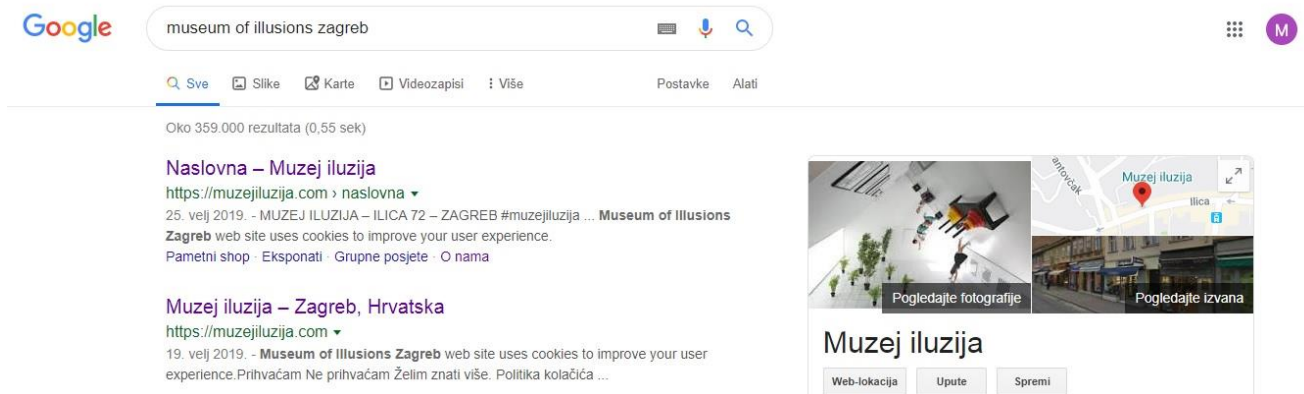 Google
museum of illusions zagreb
M
Sve Slike Karte Videozapisi Više Postavke Alati
Oko 359.000 rezultata (0,55 sek)
Naslovna – Muzej iluzija
https://muzejiluzija.com › naslovna
25. velj 2019. - MUZEJ ILUZIJA – ILICA 72 – ZAGREB #muzejiluzija ... Museum of Illusions
Zagreb web site uses cookies to improve your user experience.
Pametni shop · Eksponati · Grupne posjete · O nama
Muzej iluzija – Zagreb, Hrvatska
https://muzejiluzija.com
19. velj 2019. - Museum of Illusions Zagreb web site uses cookies to improve your user
experience.Prihvaćam Ne prihvaćam Želim znati više. Politika kolačića ...
antovčak
Muzej iluzija
Ilica
Pogledajte fotografije
Pogledajte izvana
Muzej iluzija
Web-lokacija Upute Spremi